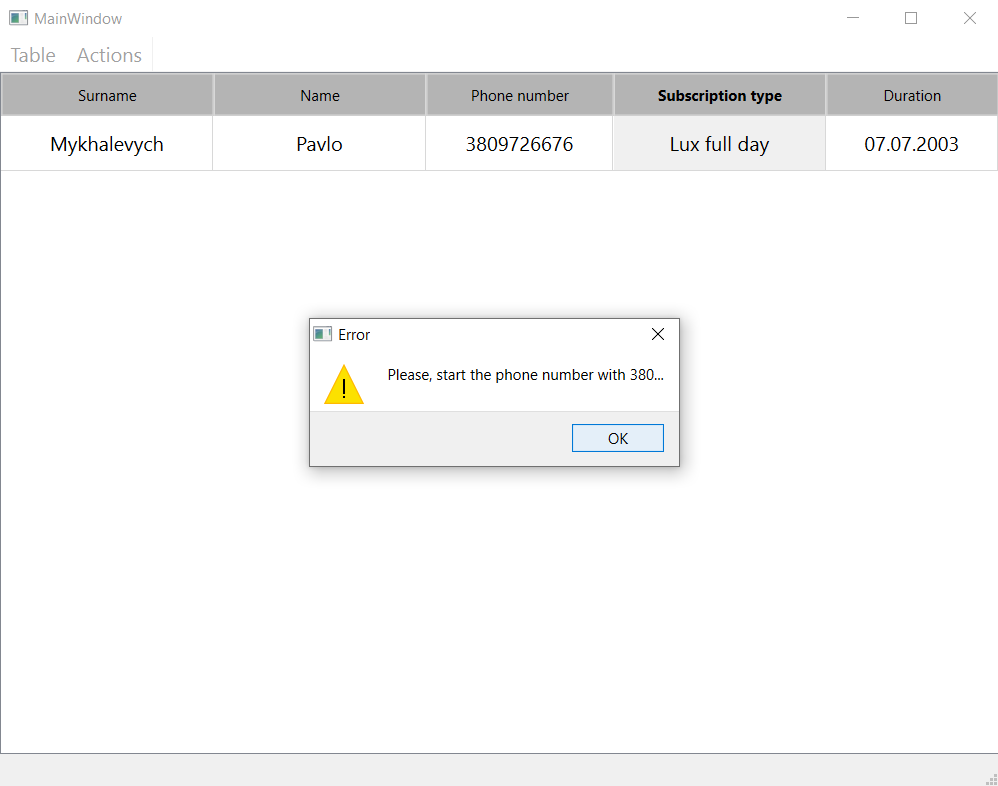 MainWindow
Table Actions
Surname Name Phone number Subscription type Duration
Mykhalevych Pavlo 3809726676 Lux full day 07.07.2003
Error
Please, start the phone number with 380...
OK